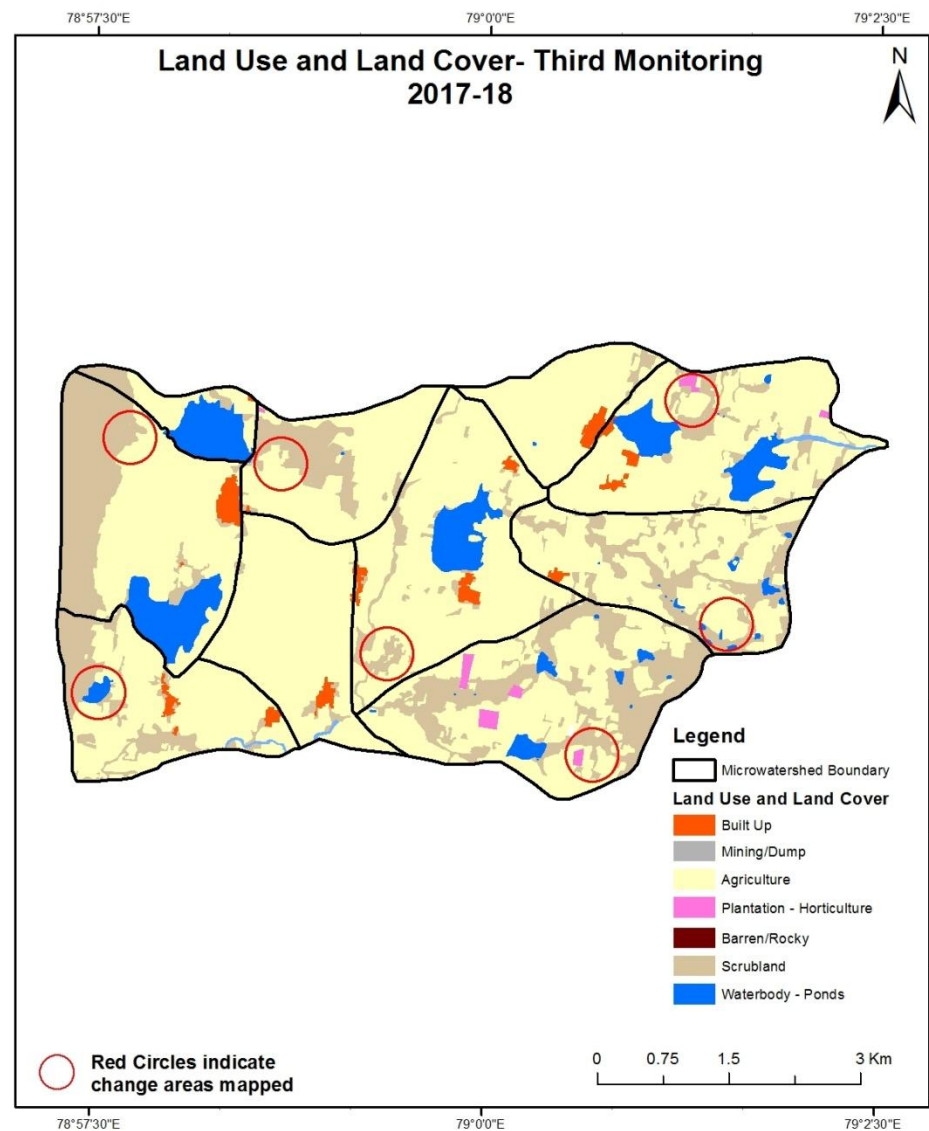 78°57'30"E
79°0'0"E
79°2'30"E
Land Use and Land Cover- Third Monitoring
2017-18
N
Legend
Microwatershed Boundary
Land Use and Land Cover
Built Up
Mining/Dump
Agriculture
Plantation - Horticulture
Barren/Rocky
Scrubland
Waterbody - Ponds
Red Circles indicate
change areas mapped
0 0.75 1.5 3 Km
78°57'30"E
79°0'0"E
79°2'30"E